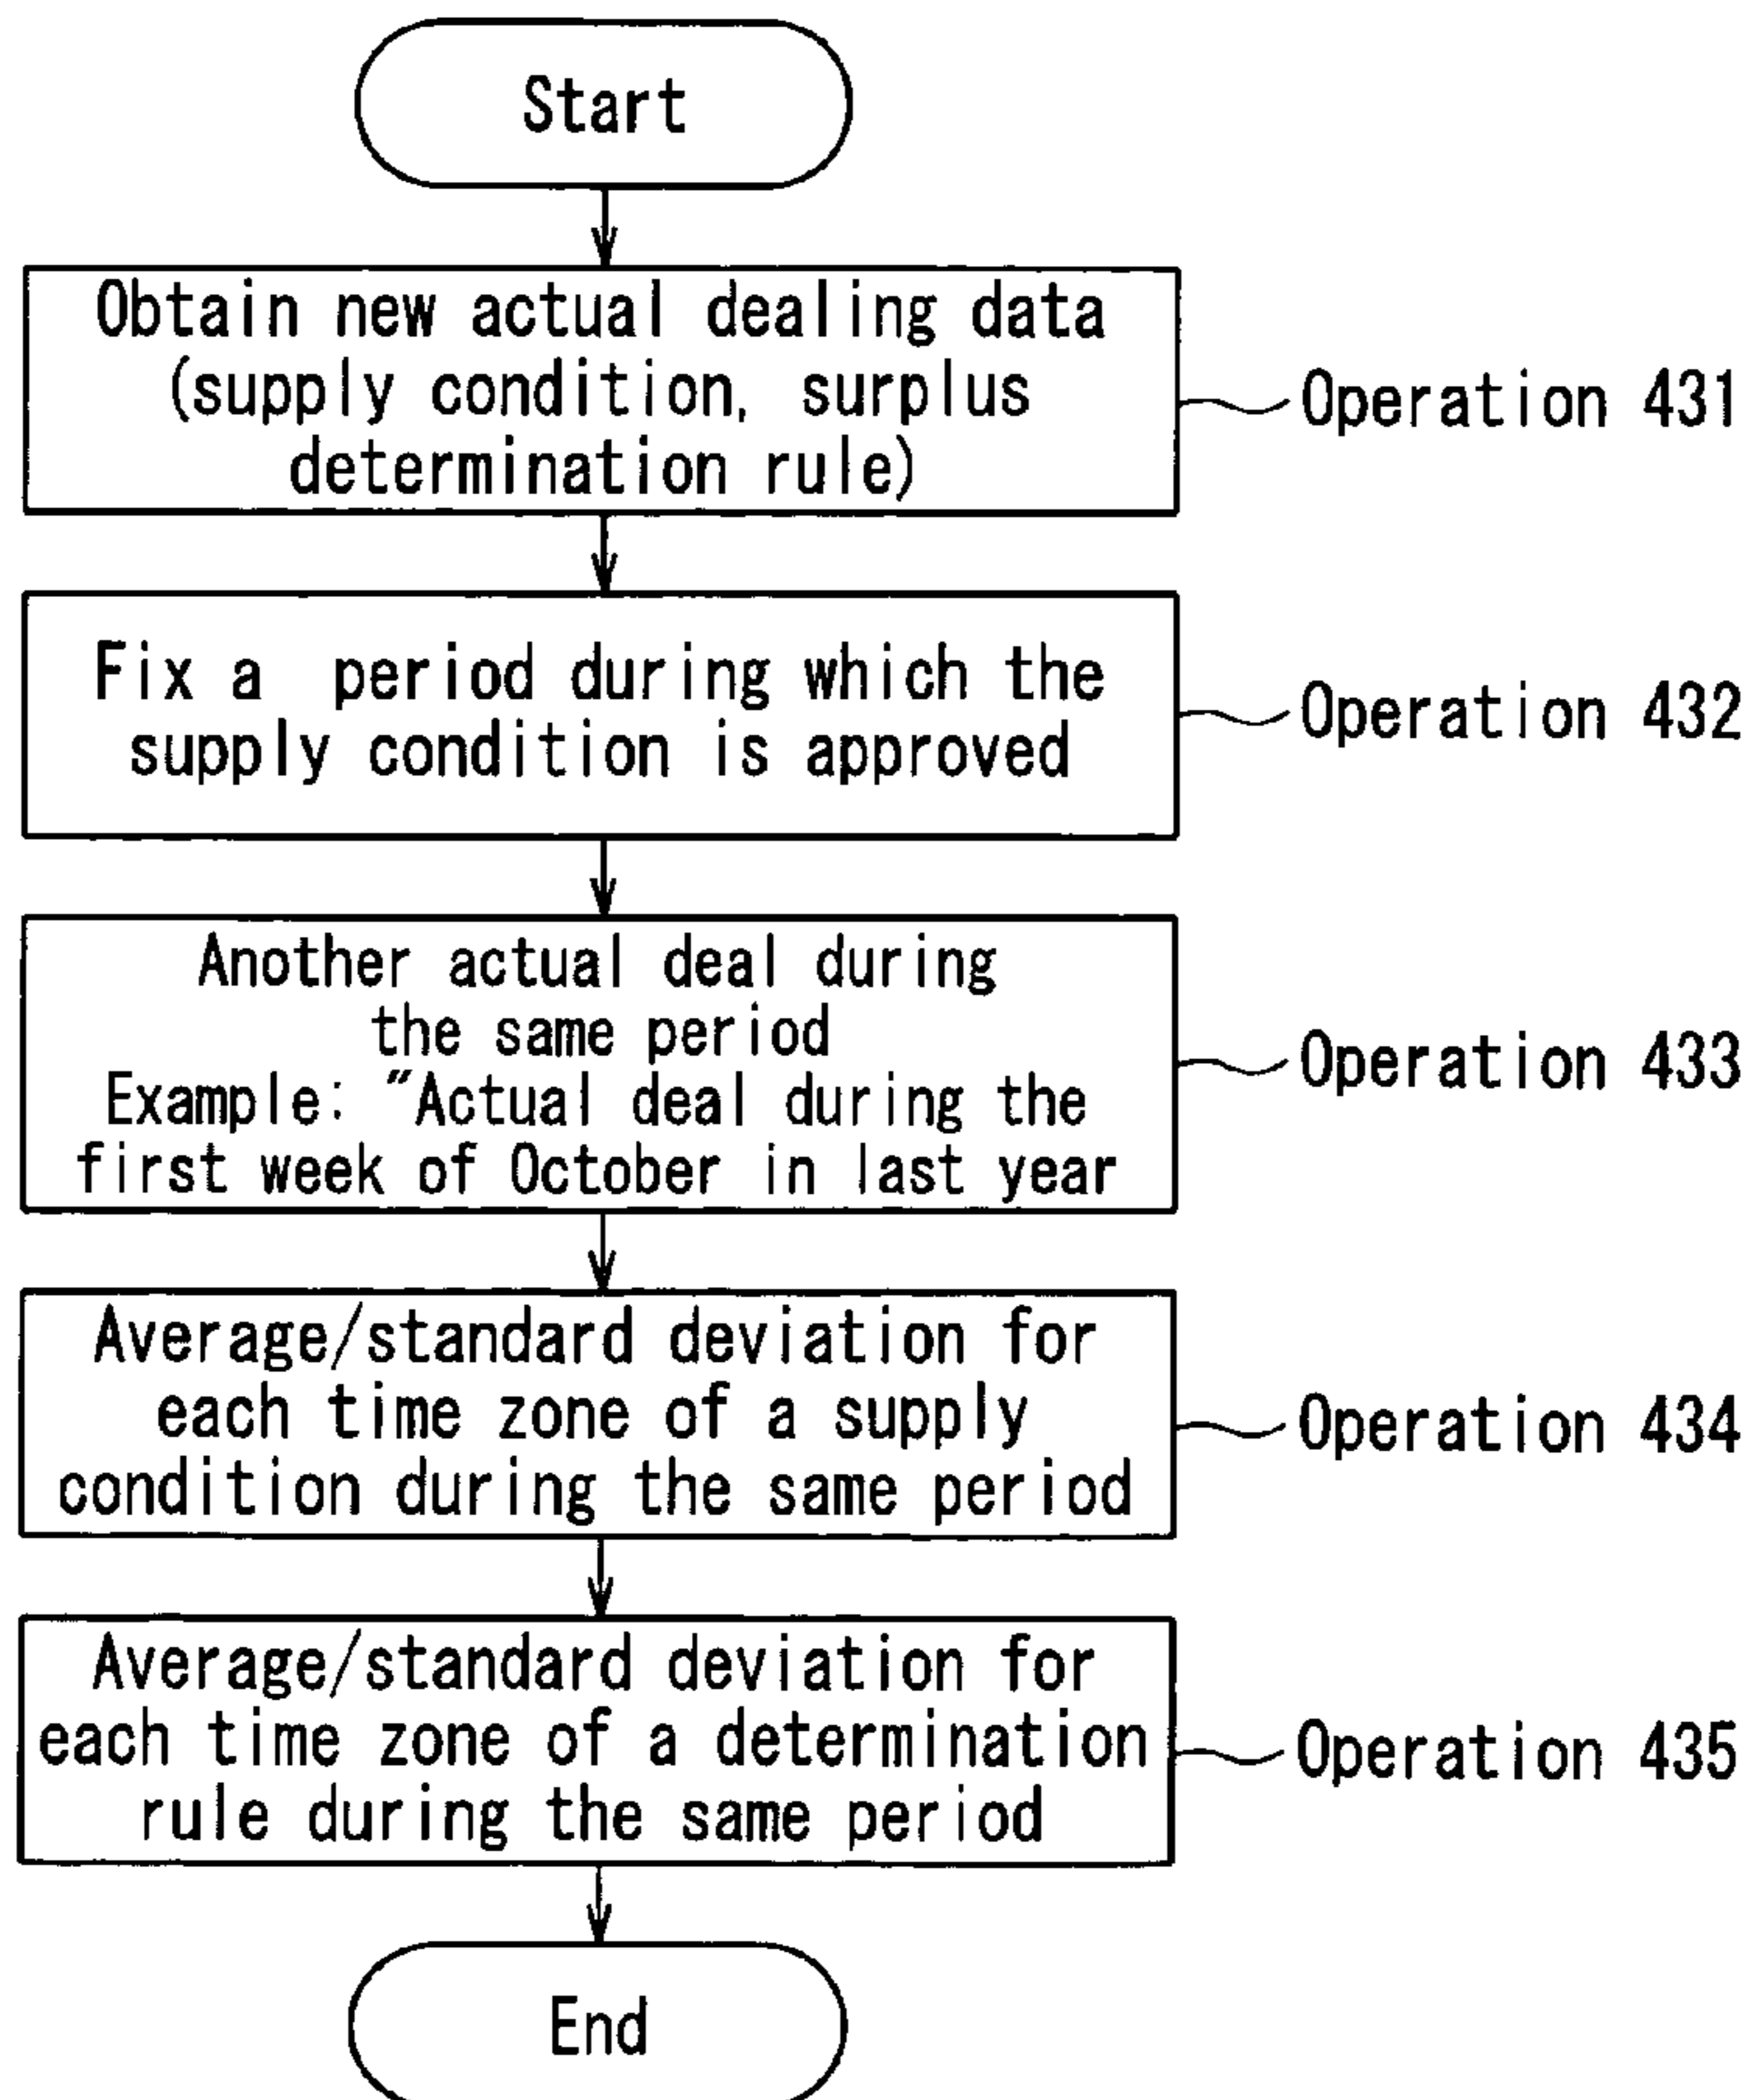 Start
Obtain new actual dealing data
(supply condition, surplus
determination rule)
Operation 431
Fix a period during which the
supply condition is approved
Operation 432
Another actual deal during
the same period
Example: "Actual deal during the
first week of October in last year
Operation 433
Average/standard deviation for
each time zone of a supply
condition during the same period
Operation 434
Average/standard deviation for
each time zone of a determination
rule during the same period
Operation 435
End